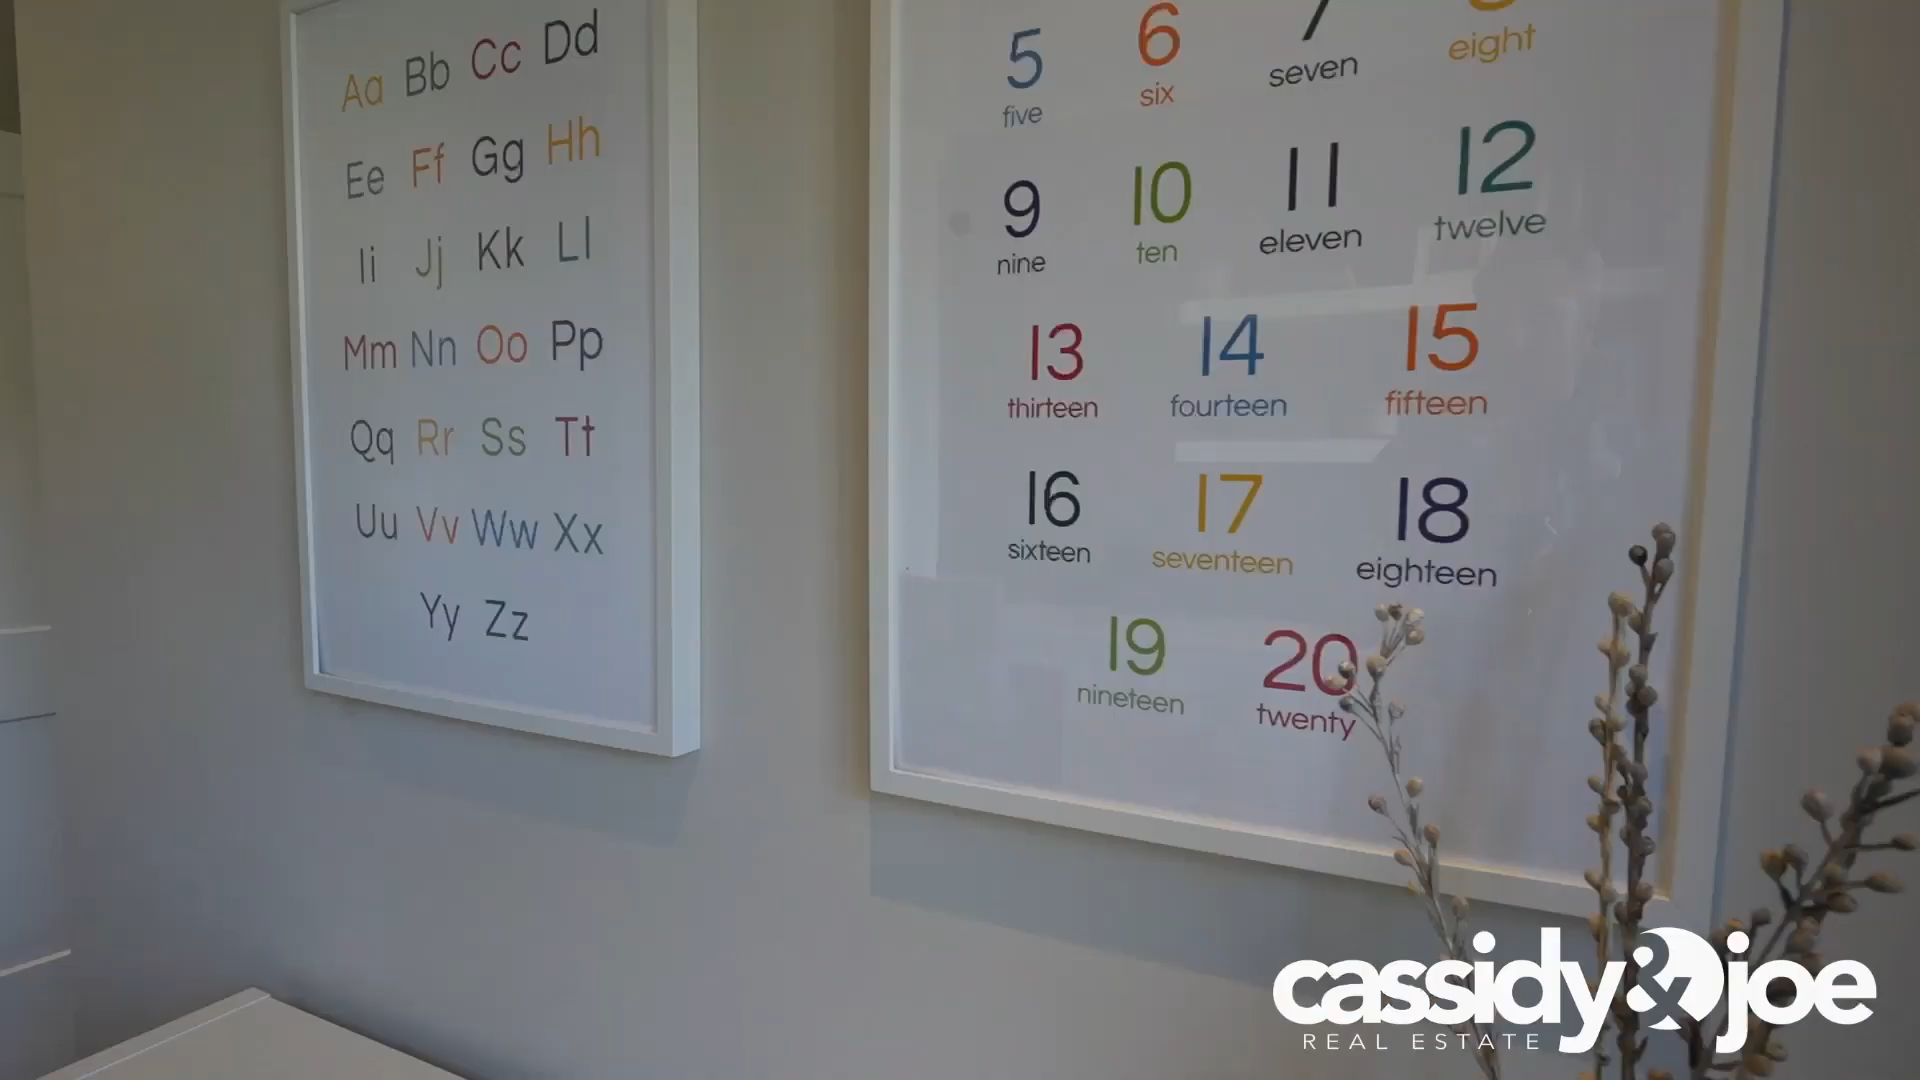 Aa Bb Cc Dd
Ee Ff Gg Hh
Ii Jj Kk Ll
Mm Nn Oo Pp
Qq Rr Ss Tt
Uu Vv Ww Xx
Yy Zz
5 6 7 8
five six seven eight
9 10 11 12
nine ten eleven twelve
13 14 15
thirteen fourteen fifteen
16 17 18
sixteen seventeen eighteen
19 20
nineteen twenty
cassidy&joe
REAL ESTATE